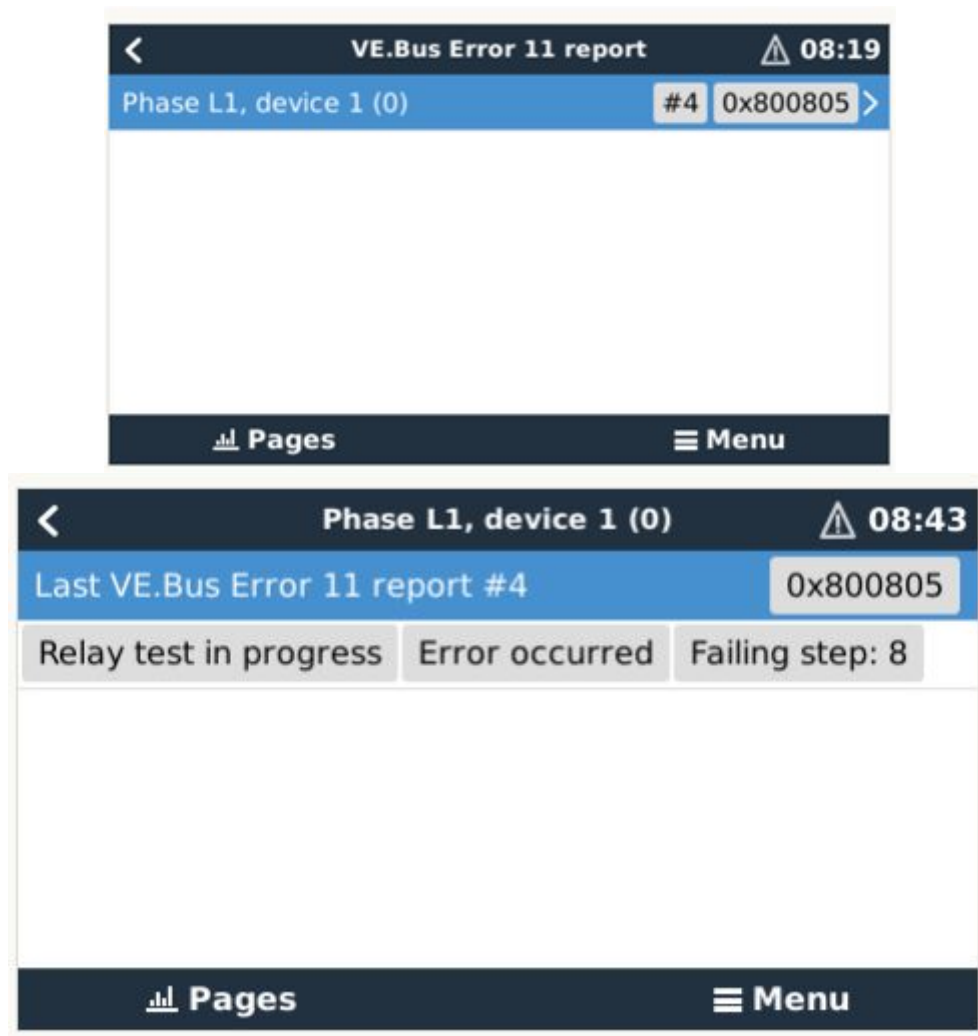 VE.Bus Error 11 report 08:19
Phase L1, device 1 (0) #4 0x800805
Pages Menu
Phase L1, device 1 (0) 08:43
Last VE.Bus Error 11 report #4 0x800805
Relay test in progress Error occurred Failing step: 8
Pages Menu